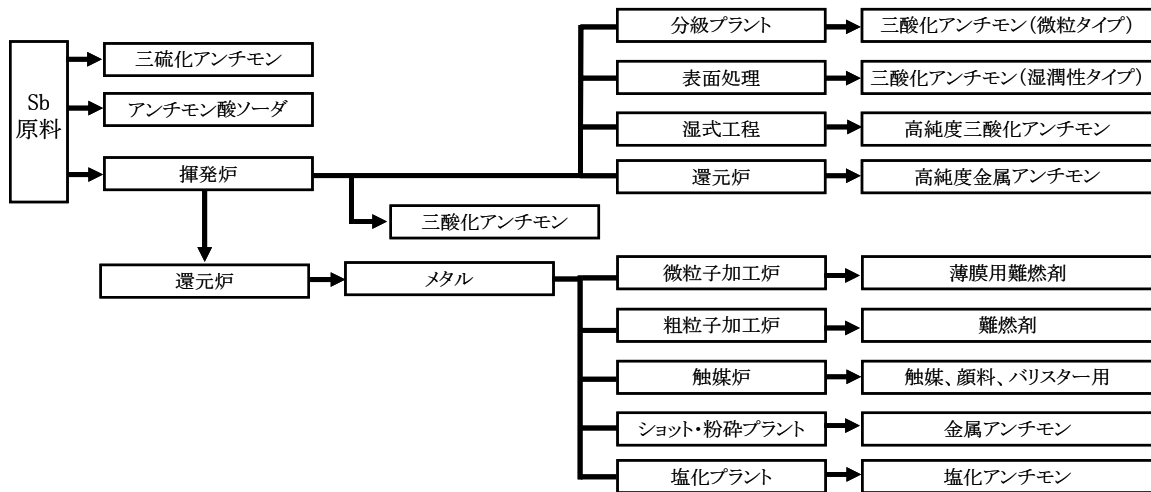 Sb
原料
三硫化アンチモン
アンチモン酸ソーダ
揮発炉
三酸化アンチモン
分級プラント
三酸化アンチモン（微粒タイプ）
表面処理
三酸化アンチモン（湿潤性タイプ）
湿式工程
高純度三酸化アンチモン
還元炉
高純度金属アンチモン
還元炉
メタル
微粒子加工炉
薄膜用難燃剤
粗粒子加工炉
難燃剤
触媒炉
触媒、顔料、バリスター用
ショット・粉砕プラント
金属アンチモン
塩化プラント
塩化アンチモン